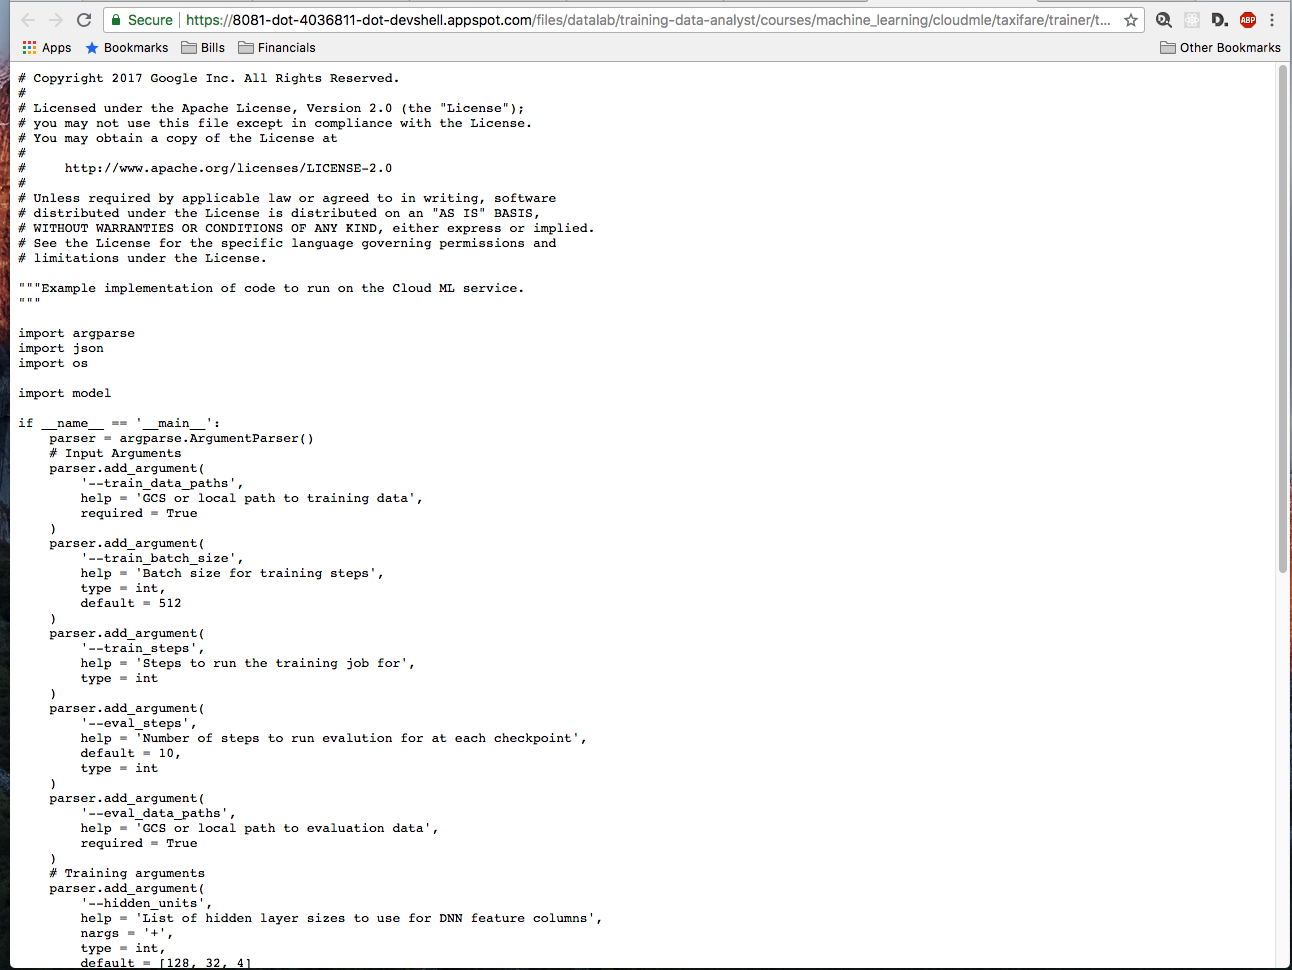 Secure | https://8081-dot-4036811-dot-devshell.appspot.com/files/datalab/training-data-analyst/courses/machine_learning/cloudmle/taxifare/trainer/t...
D. ABP
Apps Bookmarks Bills Financials Other Bookmarks
# Copyright 2017 Google Inc. All Rights Reserved.
#
# Licensed under the Apache License, Version 2.0 (the "License");
# you may not use this file except in compliance with the License.
# You may obtain a copy of the License at
#
#     http://www.apache.org/licenses/LICENSE-2.0
#
# Unless required by applicable law or agreed to in writing, software
# distributed under the License is distributed on an "AS IS" BASIS,
# WITHOUT WARRANTIES OR CONDITIONS OF ANY KIND, either express or implied.
# See the License for the specific language governing permissions and
# limitations under the License.
"""Example implementation of code to run on the Cloud ML service.
"""
import argparse
import json
import os
import model
if __name__ == '__main__':
    parser = argparse.ArgumentParser()
    # Input Arguments
    parser.add_argument(
        '--train_data_paths',
        help = 'GCS or local path to training data',
        required = True
    )
    parser.add_argument(
        '--train_batch_size',
        help = 'Batch size for training steps',
        type = int,
        default = 512
    )
    parser.add_argument(
        '--train_steps',
        help = 'Steps to run the training job for',
        type = int
    )
    parser.add_argument(
        '--eval_steps',
        help = 'Number of steps to run evalution for at each checkpoint',
        default = 10,
        type = int
    )
    parser.add_argument(
        '--eval_data_paths',
        help = 'GCS or local path to evaluation data',
        required = True
    )
    # Training arguments
    parser.add_argument(
        '--hidden_units',
        help = 'List of hidden layer sizes to use for DNN feature columns',
        nargs = '+',
        type = int,
        default = [128, 32, 4]